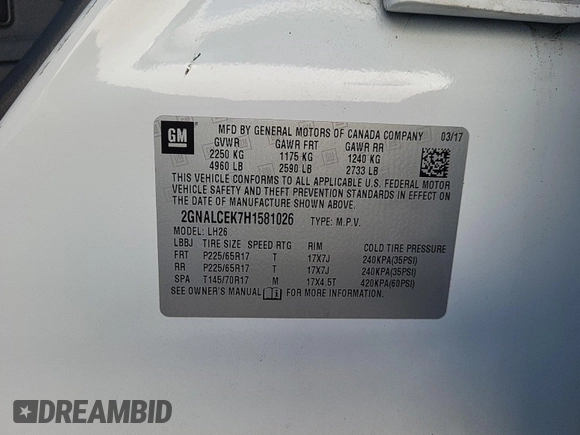 GM
MFD BY GENERAL MOTORS OF CANADA COMPANY 03/17
GVWR GAWR FRT GAWR RR
2250 KG 1175 KG 1240 KG
4960 LB 2590 LB 2733 LB
THIS VEHICLE CONFORMS TO ALL APPLICABLE U.S. FEDERAL MOTOR
VEHICLE SAFETY AND THEFT PREVENTION STANDARDS IN EFFECT ON
THE DATE OF MANUFACTURE SHOWN ABOVE.
2GNALCEK7H1581026 TYPE: M.P.V.
MODEL: LH26
LBBJ TIRE SIZE SPEED RTG RIM COLD TIRE PRESSURE
FRT P225/65R17 T 17X7J 240KPA(35PSI)
RR P225/65R17 T 17X7J 240KPA(35PSI)
SPA T145/70R17 M 17X4.5T 420KPA(60PSI)
SEE OWNER'S MANUAL FOR MORE INFORMATION.
DREAMBID